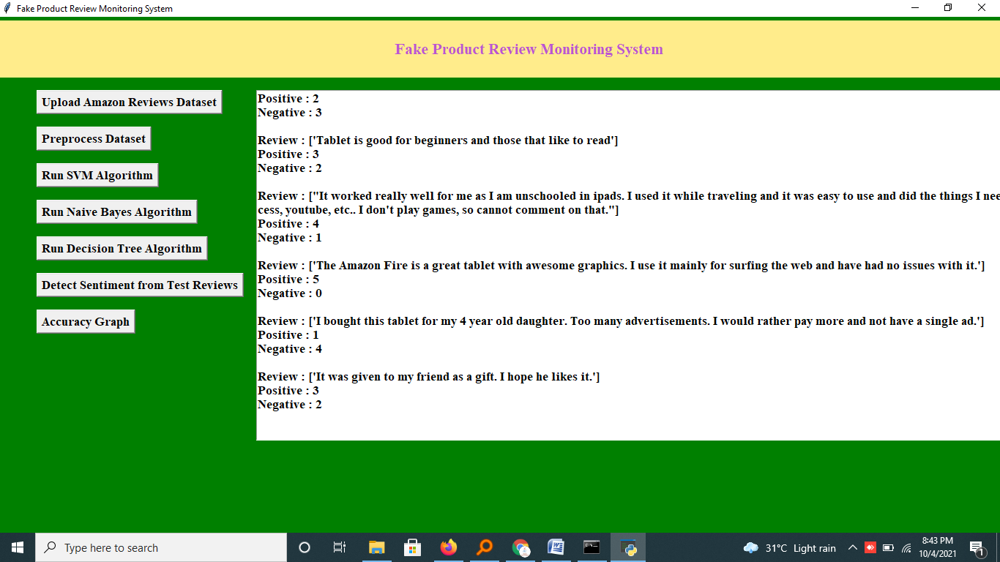 Fake Product Review Monitoring System
Fake Product Review Monitoring System
Upload Amazon Reviews Dataset
Preprocess Dataset
Run SVM Algorithm
Run Naive Bayes Algorithm
Run Decision Tree Algorithm
Detect Sentiment from Test Reviews
Accuracy Graph
Positive : 2
Negative : 3
Review : ['Tablet is good for beginners and those that like to read']
Positive : 3
Negative : 2
Review : ["It worked really well for me as I am unschooled in ipads. I used it while traveling and it was easy to use and did the things I nee
cess, youtube, etc.. I don't play games, so cannot comment on that."]
Positive : 4
Negative : 1
Review : ['The Amazon Fire is a great tablet with awesome graphics. I use it mainly for surfing the web and have had no issues with it.']
Positive : 5
Negative : 0
Review : ['I bought this tablet for my 4 year old daughter. Too many advertisements. I would rather pay more and not have a single ad.']
Positive : 1
Negative : 4
Review : ['It was given to my friend as a gift. I hope he likes it.']
Positive : 3
Negative : 2
Type here to search
31°C Light rain
8:43 PM
10/4/2021
1